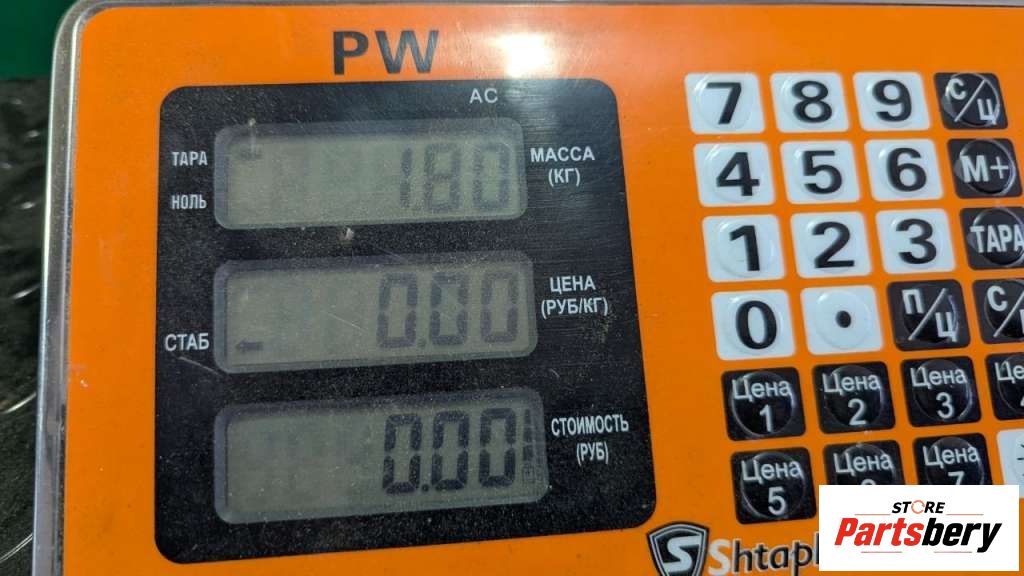 PW
AC
ТАРА
НОЛЬ
1.80
МАССА
(КГ)
0.00
ЦЕНА
(РУБ/КГ)
СТАБ
0.00
СТОИМОСТЬ
(РУБ)
7 8 9 С/Ц
4 5 6 М+
1 2 3 ТАРА
0 . П/Ц С/
Цена 1 Цена 2 Цена 3
Цена 5 Цена Цена 7
Shtap
STORE
Partsbery